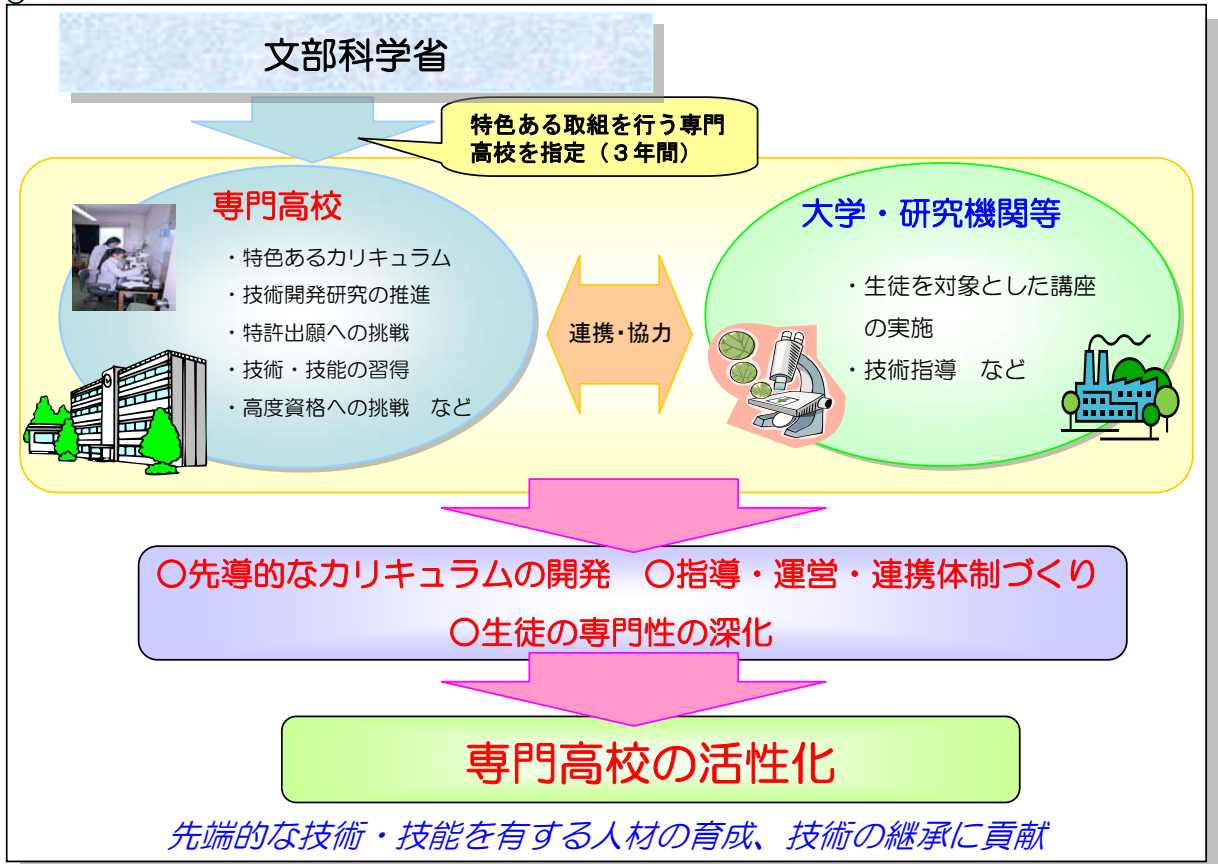 文部科学省
特色ある取組を行う専門
高校を指定（３年間）
専門高校
・特色あるカリキュラム
・技術開発研究の推進
・特許出願への挑戦
・技術・技能の習得
・高度資格への挑戦　など
連携・協力
大学・研究機関等
・生徒を対象とした講座
の実施
・技術指導　など
〇先導的なカリキュラムの開発　〇指導・運営・連携体制づくり
〇生徒の専門性の深化
専門高校の活性化
先端的な技術・技能を有する人材の育成、技術の継承に貢献